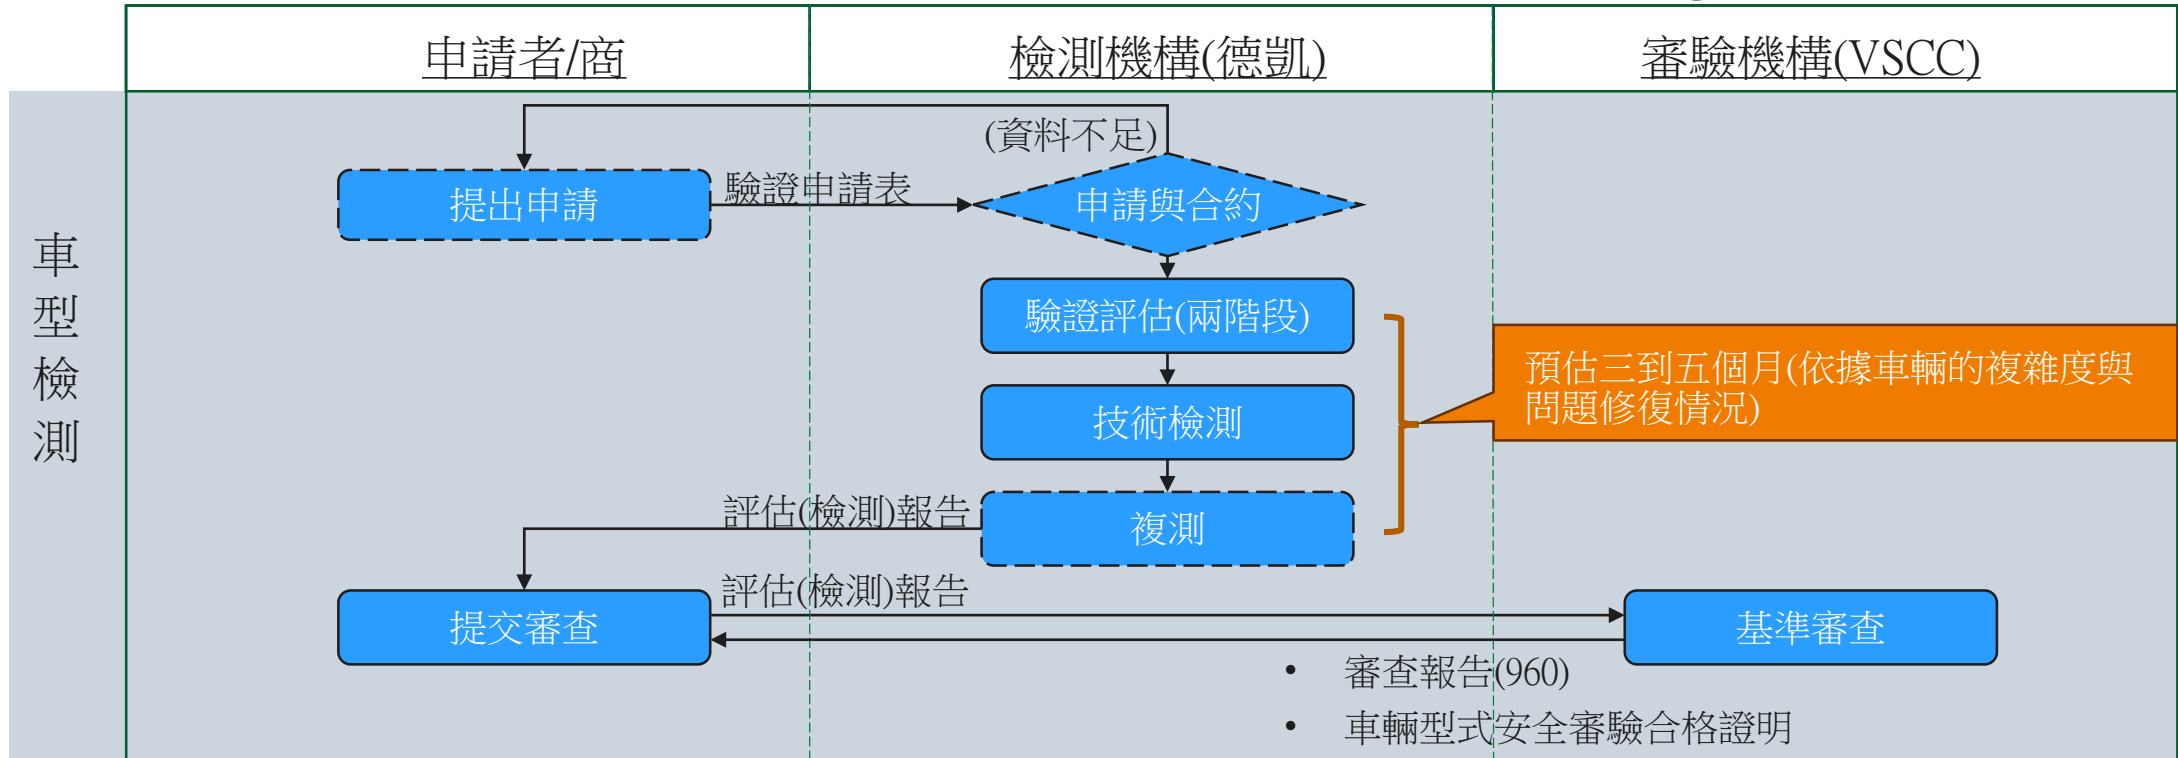 申請者/商
檢測機構(德凱)
審驗機構(VSCC)
車型檢測
(資料不足)
提出申請
驗證申請表
申請與合約
驗證評估(兩階段)
預估三到五個月(依據車輛的複雜度與
問題修復情況)
技術檢測
評估(檢測)報告
複測
評估(檢測)報告
提交審查
基準審查
• 審查報告(960)
• 車輛型式安全審驗合格證明